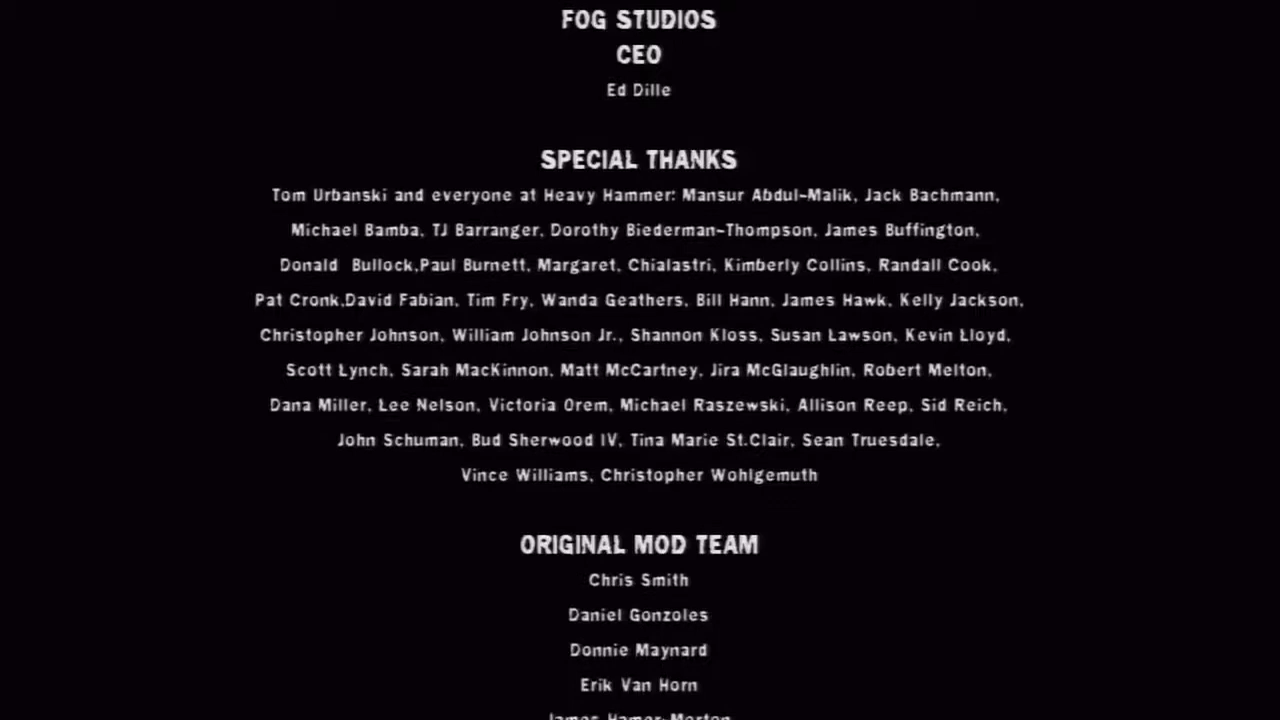 FOG STUDIOS
CEO
Ed Dille
SPECIAL THANKS
Tom Urbanski and everyone at Heavy Hammer: Mansur Abdul-Malik, Jack Bachmann,
Michael Bamba, TJ Barranger, Dorothy Biederman-Thompson, James Buffington,
Donald  Bullock,Paul Burnett, Margaret, Chialastri, Kimberly Collins, Randall Cook,
Pat Cronk,David Fabian, Tim Fry, Wanda Geathers, Bill Hann, James Hawk, Kelly Jackson,
Christopher Johnson, William Johnson Jr., Shannon Kloss, Susan Lawson, Kevin Lloyd,
Scott Lynch, Sarah MacKinnon, Matt McCartney, Jira McGlaughlin, Robert Melton,
Dana Miller, Lee Nelson, Victoria Orem, Michael Raszewski, Allison Reep, Sid Reich,
John Schuman, Bud Sherwood IV, Tina Marie St.Clair, Sean Truesdale,
Vince Williams, Christopher Wohlgemuth
ORIGINAL MOD TEAM
Chris Smith
Daniel Gonzoles
Donnie Maynard
Erik Van Horn
James Hamer-Morton